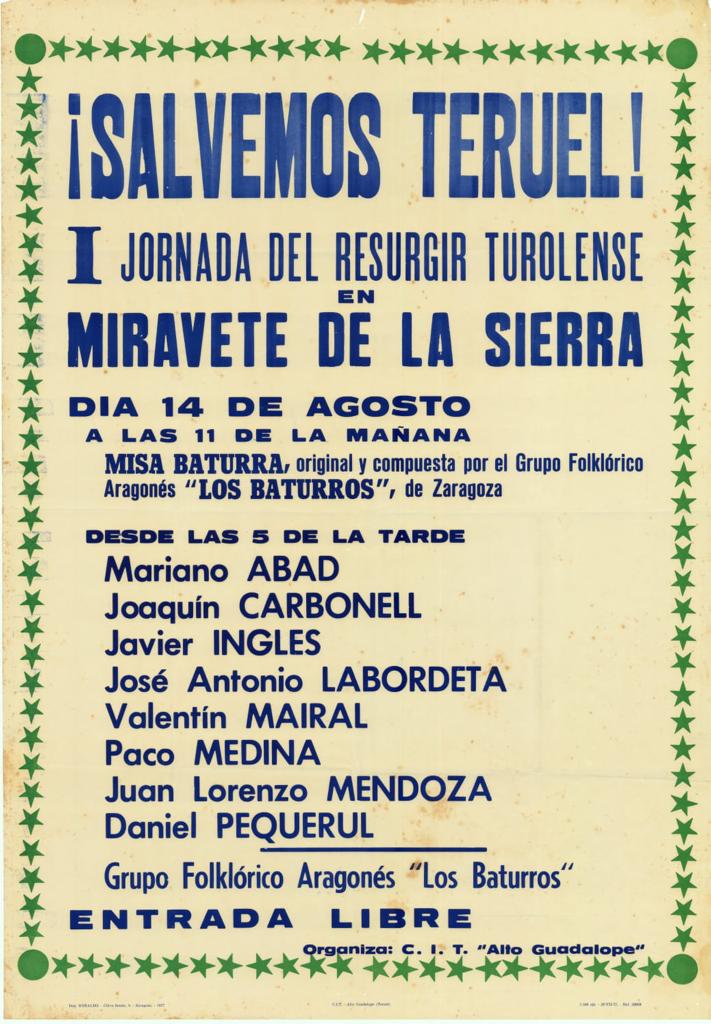 ¡SALVEMOS TERUEL!
I JORNADA DEL RESURGIR TUROLENSE
EN
MIRAVETE DE LA SIERRA
DIA 14 DE AGOSTO
A LAS 11 DE LA MAÑANA
MISA BATURRA, original y compuesta por el Grupo Folklórico
Aragonés "LOS BATURROS", de Zaragoza
DESDE LAS 5 DE LA TARDE
Mariano ABAD
Joaquín CARBONELL
Javier INGLES
José Antonio LABORDETA
Valentín MAIRAL
Paco MEDINA
Juan Lorenzo MENDOZA
Daniel PEQUERUL
Grupo Folklórico Aragonés "Los Baturros"
ENTRADA LIBRE
Organiza: C. I. T. "Alto Guadalope"
C.I.T. - Alto Guadalope (Teruel)